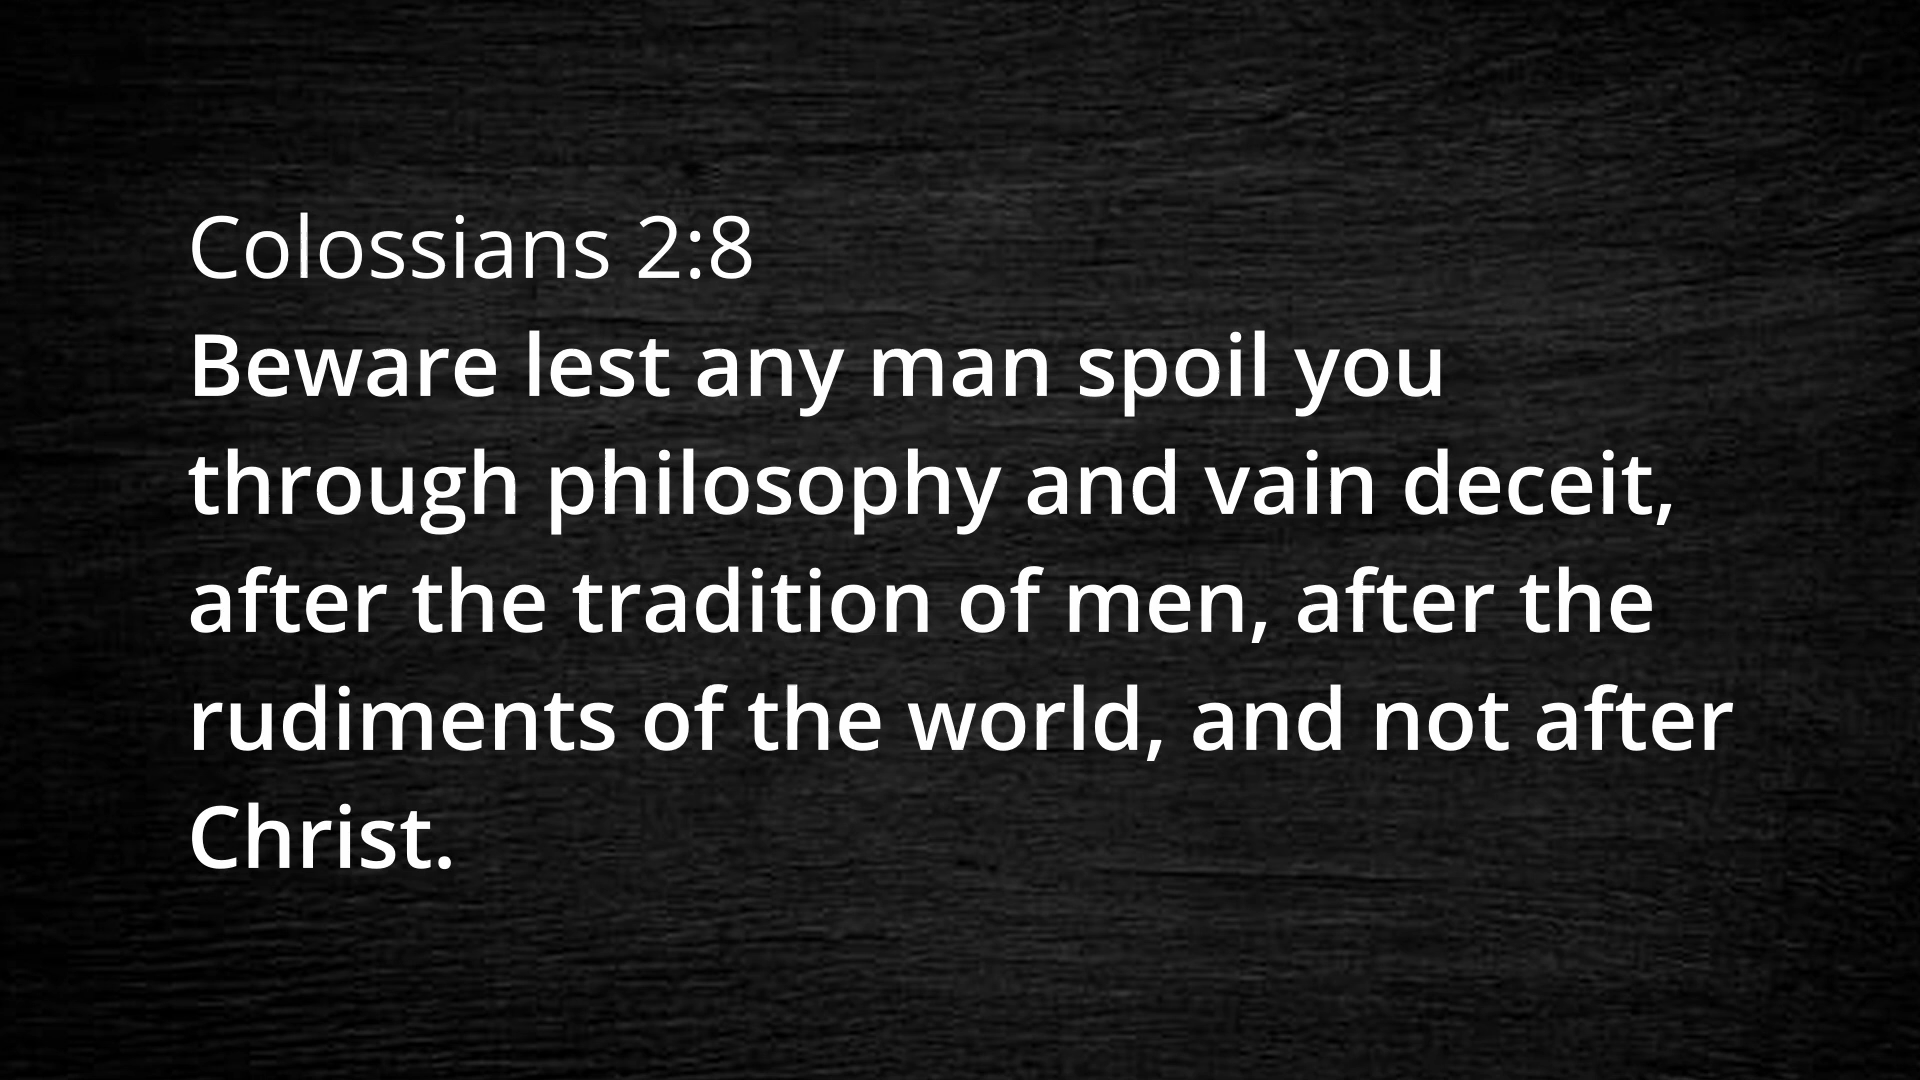 Colossians 2:8
Beware lest any man spoil you
through philosophy and vain deceit,
after the tradition of men, after the
rudiments of the world, and not after
Christ.